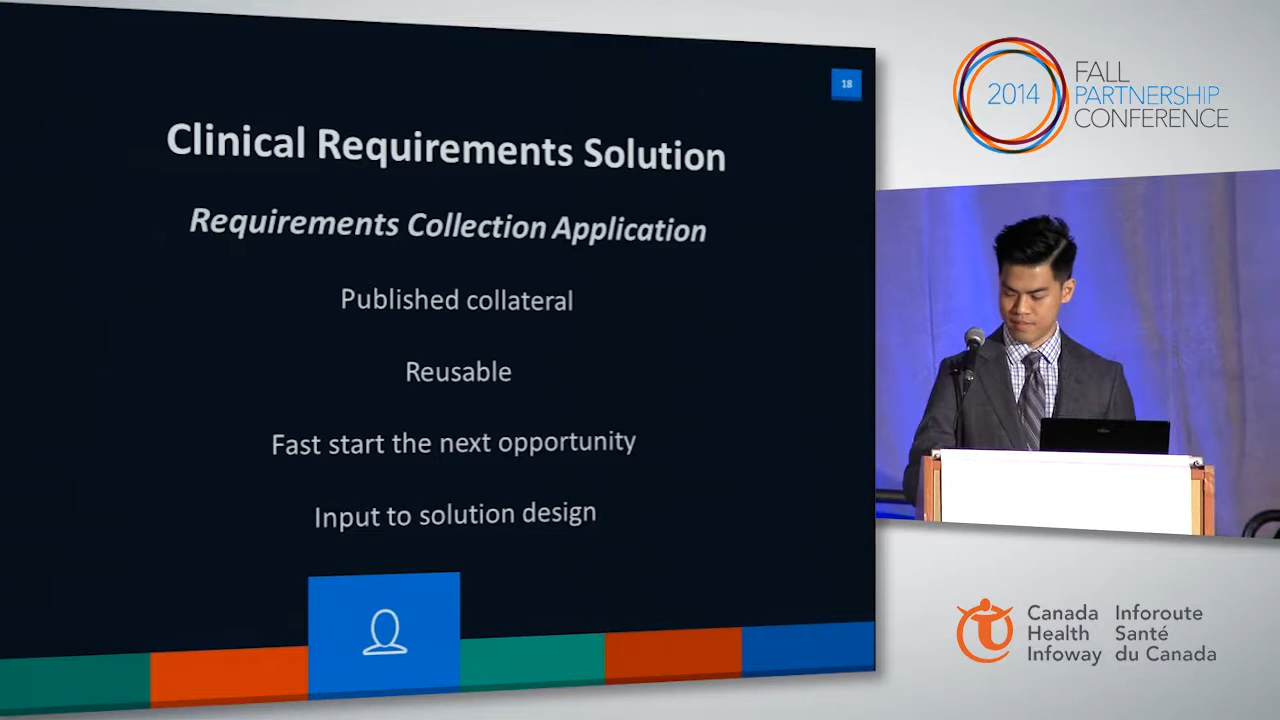 18
Clinical Requirements Solution
Requirements Collection Application
Published collateral
Reusable
Fast start the next opportunity
Input to solution design
2014
FALL
PARTNERSHIP
CONFERENCE
Canada Health Infoway
Inforoute Santé du Canada